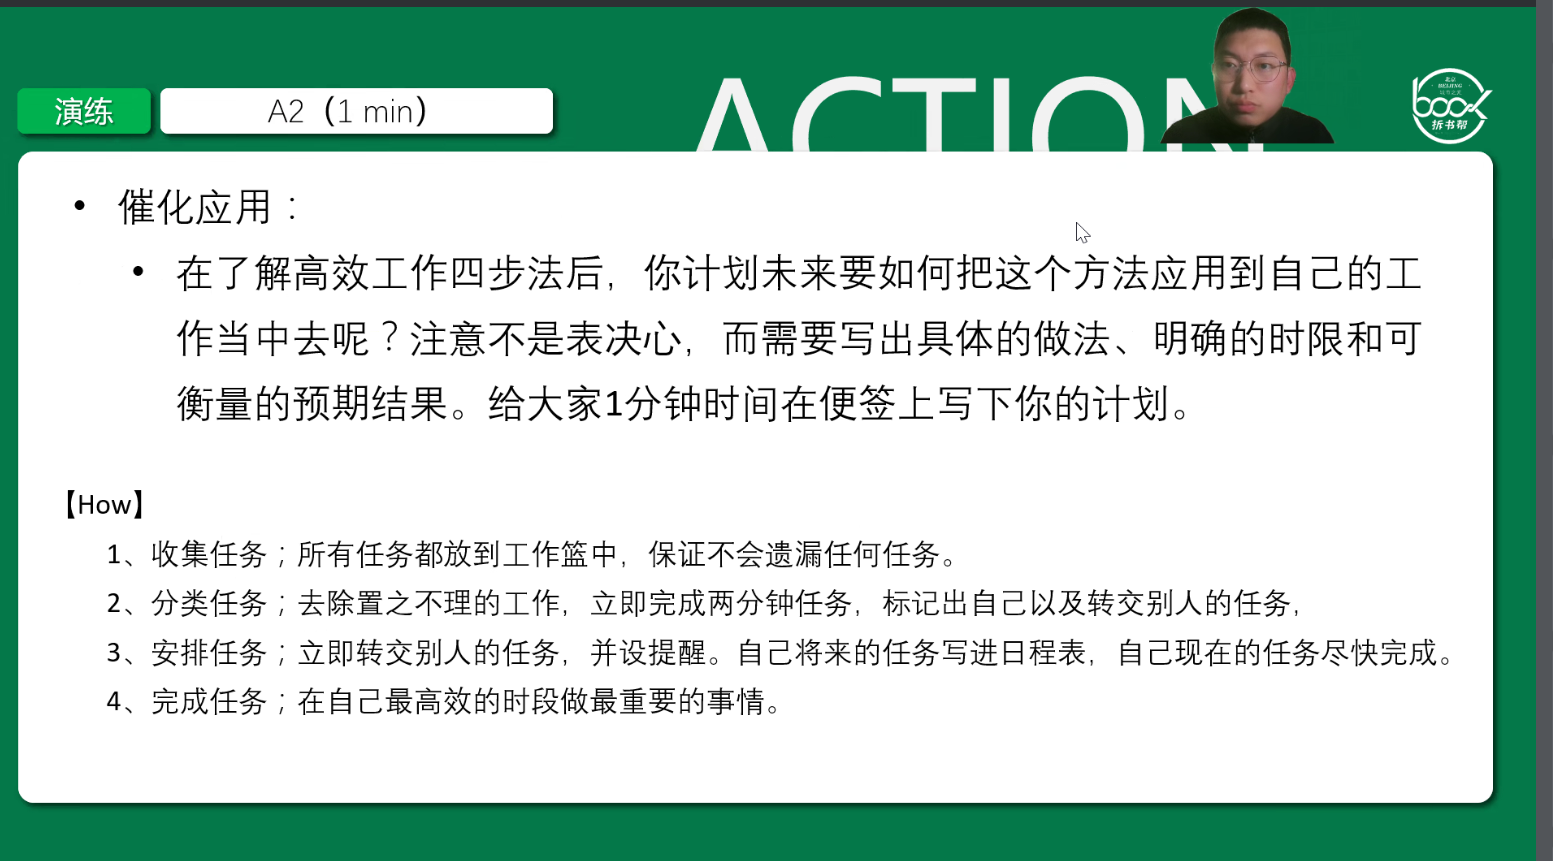 演练
A2（1 min）
ACTION
北京
BEIJING
book
拆书帮
• 催化应用：
• 在了解高效工作四步法后，你计划未来要如何把这个方法应用到自己的工
作当中去呢？注意不是表决心，而需要写出具体的做法、明确的时限和可
衡量的预期结果。给大家1分钟时间在便签上写下你的计划。
【How】
1、收集任务；所有任务都放到工作篮中，保证不会遗漏任何任务。
2、分类任务；去除置之不理的工作，立即完成两分钟任务，标记出自己以及转交别人的任务，
3、安排任务；立即转交别人的任务，并设提醒。自己将来的任务写进日程表，自己现在的任务尽快完成。
4、完成任务；在自己最高效的时段做最重要的事情。